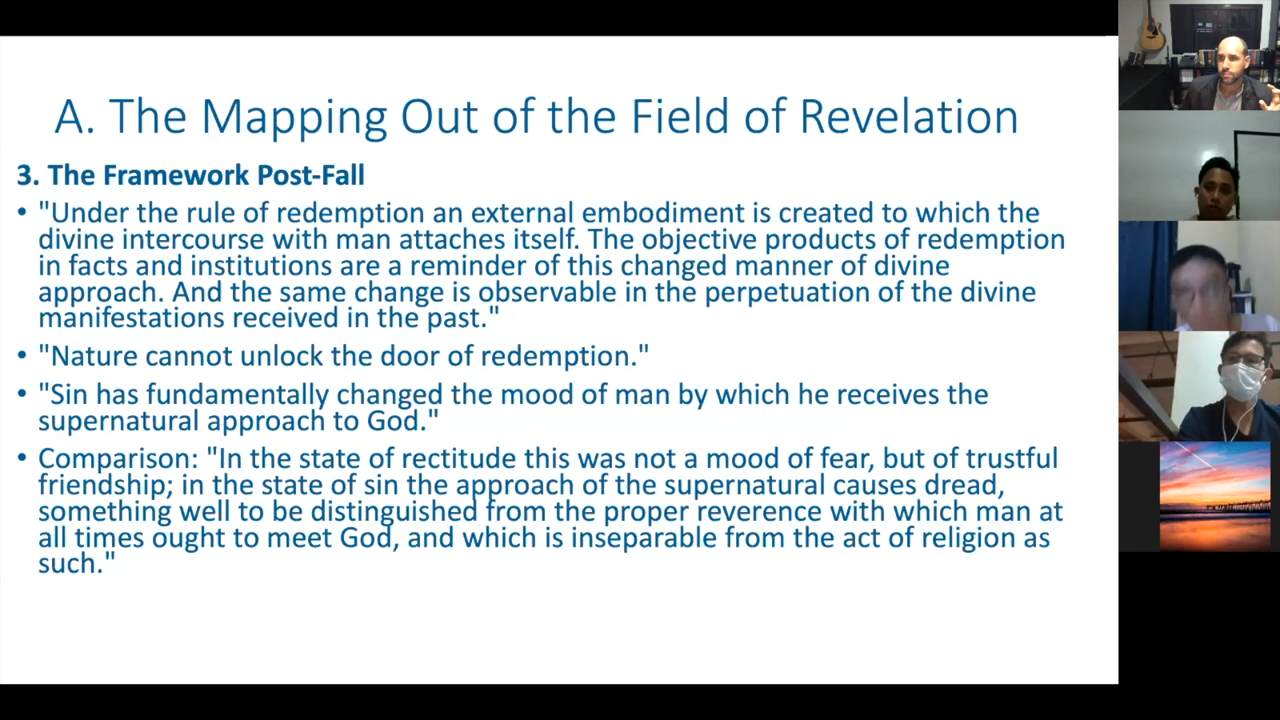 A. The Mapping Out of the Field of Revelation
3. The Framework Post-Fall
• "Under the rule of redemption an external embodiment is created to which the
divine intercourse with man attaches itself. The objective products of redemption
in facts and institutions are a reminder of this changed manner of divine
approach. And the same change is observable in the perpetuation of the divine
manifestations received in the past."
• "Nature cannot unlock the door of redemption."
• "Sin has fundamentally changed the mood of man by which he receives the
supernatural approach to God."
• Comparison: "In the state of rectitude this was not a mood of fear, but of trustful
friendship; in the state of sin the approach of the supernatural causes dread,
something well to be distinguished from the proper reverence with which man at
all times ought to meet God, and which is inseparable from the act of religion as
such."